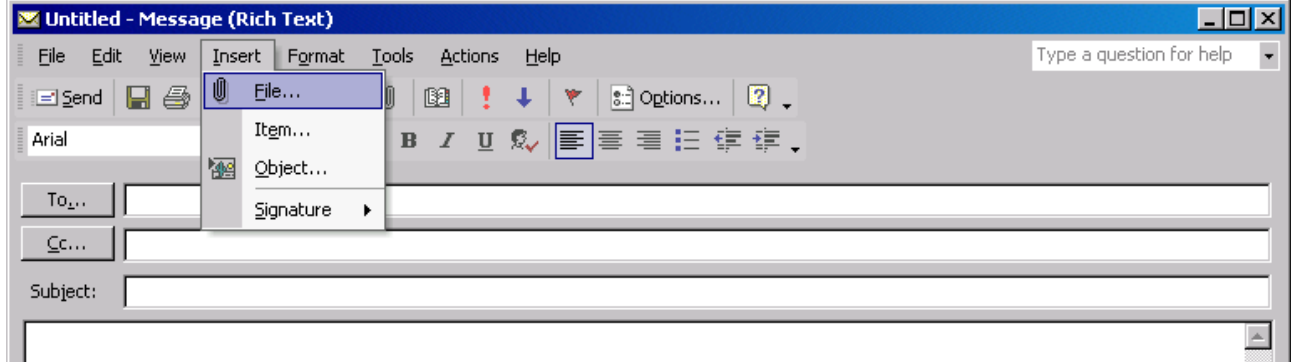 Untitled - Message (Rich Text)
File Edit View Insert Format Tools Actions Help Type a question for help
Send Options...
File...
Arial B I U
Item...
Object...
To...
Signature
Cc...
Subject: